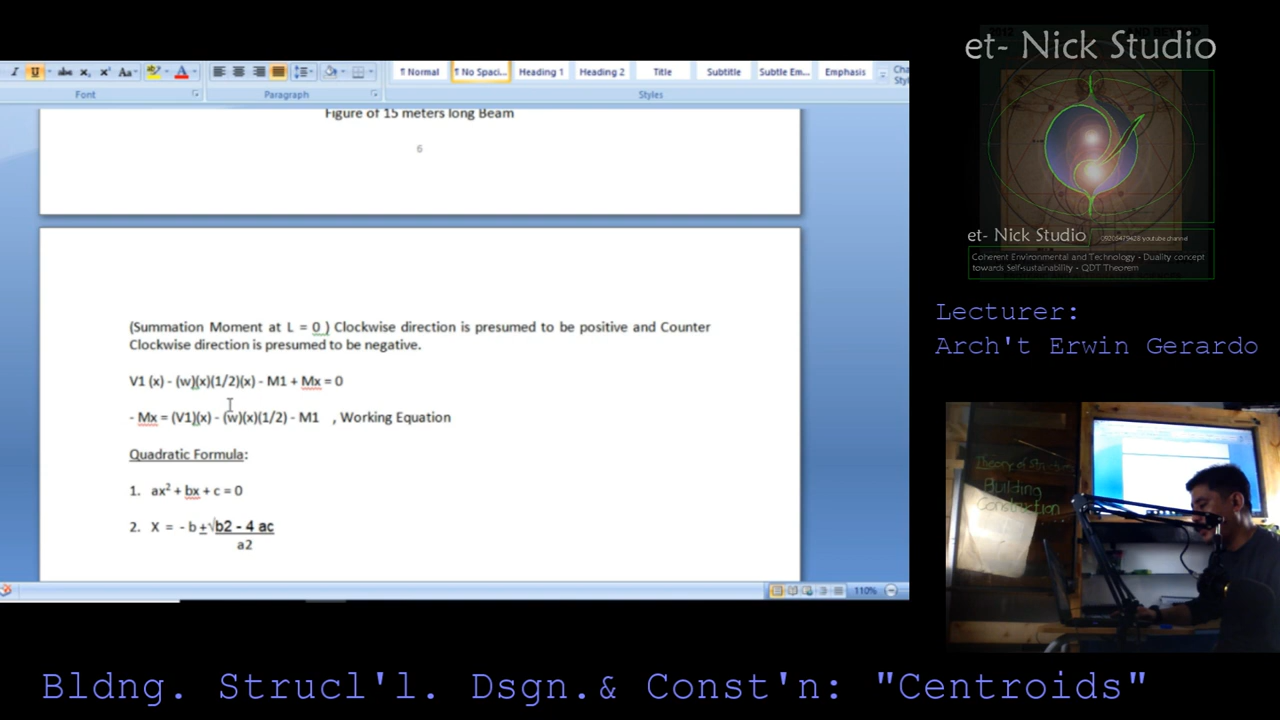 et- Nick Studio
Font
Paragraph
Styles
Normal
No Spaci...
Heading 1
Heading 2
Title
Subtitle
Subtle Em...
Emphasis
Figure of 15 meters long Beam
6
(Summation Moment at L = 0 ) Clockwise direction is presumed to be positive and Counter
Clockwise direction is presumed to be negative.
V1 (x) - (w)(x)(1/2)(x) - M1 + Mx = 0
- Mx = (V1)(x) - (w)(x)(1/2) - M1 , Working Equation
Quadratic Formula:
1. ax² + bx + c = 0
2. X = - b ±√b2 - 4 ac
a2
110%
et- Nick Studio
Coherent Environmental and Technology - Duality concept
towards Self-sustainability - QDT Theorem
Lecturer:
Arch't Erwin Gerardo
Building
Construction
Bldng. Strucl'l. Dsgn.& Const'n: "Centroids"